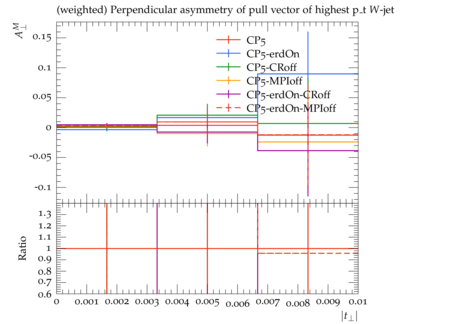 (weighted) Perpendicular asymmetry of pull vector of highest p_t W-jet
A⊥^M
0.15
0.1
0.05
0
-0.05
-0.1
CP5
CP5-erdOn
CP5-CRoff
CP5-MPIoff
CP5-erdOn-CRoff
CP5-erdOn-MPIoff
Ratio
1.3
1.2
1.1
1
0.9
0.8
0.7
0.6
0 0.001 0.002 0.003 0.004 0.005 0.006 0.007 0.008 0.009 0.01
|t⊥|